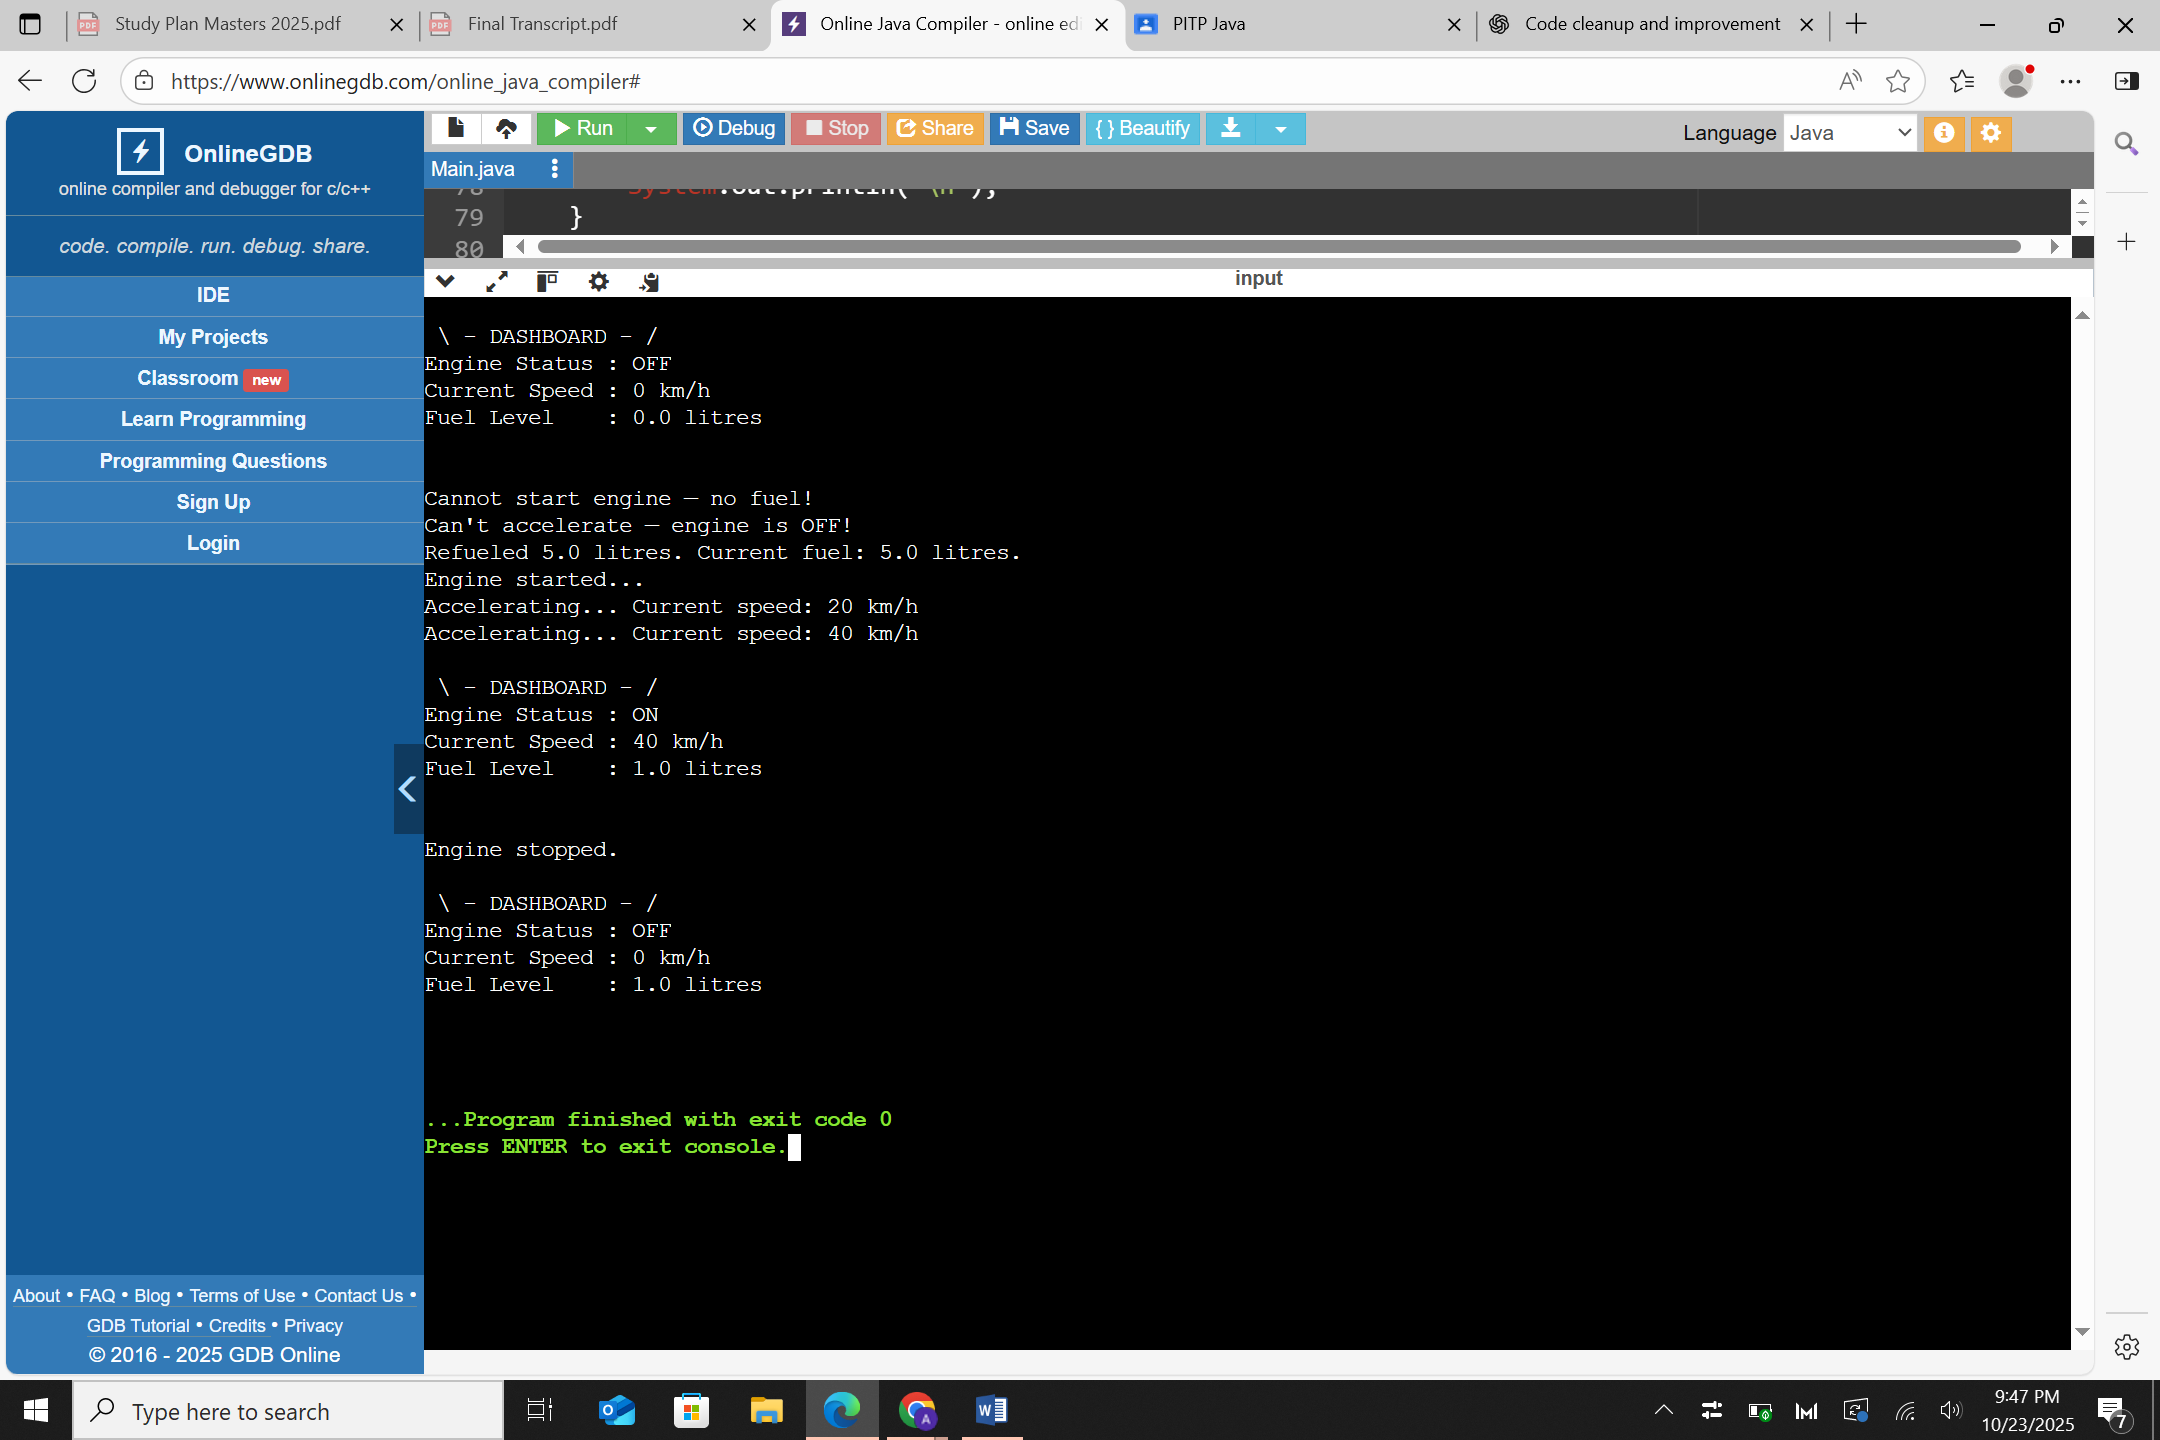 Study Plan Masters 2025.pdf
Final Transcript.pdf
Online Java Compiler - online edi
PITP Java
Code cleanup and improvement
https://www.onlinegdb.com/online_java_compiler#
OnlineGDB
online compiler and debugger for c/c++
code. compile. run. debug. share.
IDE
My Projects
Classroom new
Learn Programming
Programming Questions
Sign Up
Login
About • FAQ • Blog • Terms of Use • Contact Us •
GDB Tutorial • Credits • Privacy
© 2016 - 2025 GDB Online
Run Debug Stop Share Save { } Beautify
Language Java
Main.java
78 System.out.println("\n");
79 }
80
input
\ - DASHBOARD - /
Engine Status : OFF
Current Speed : 0 km/h
Fuel Level    : 0.0 litres
Cannot start engine — no fuel!
Can't accelerate — engine is OFF!
Refueled 5.0 litres. Current fuel: 5.0 litres.
Engine started...
Accelerating... Current speed: 20 km/h
Accelerating... Current speed: 40 km/h
\ - DASHBOARD - /
Engine Status : ON
Current Speed : 40 km/h
Fuel Level    : 1.0 litres
Engine stopped.
\ - DASHBOARD - /
Engine Status : OFF
Current Speed : 0 km/h
Fuel Level    : 1.0 litres
...Program finished with exit code 0
Press ENTER to exit console.
Type here to search
9:47 PM
10/23/2025
7